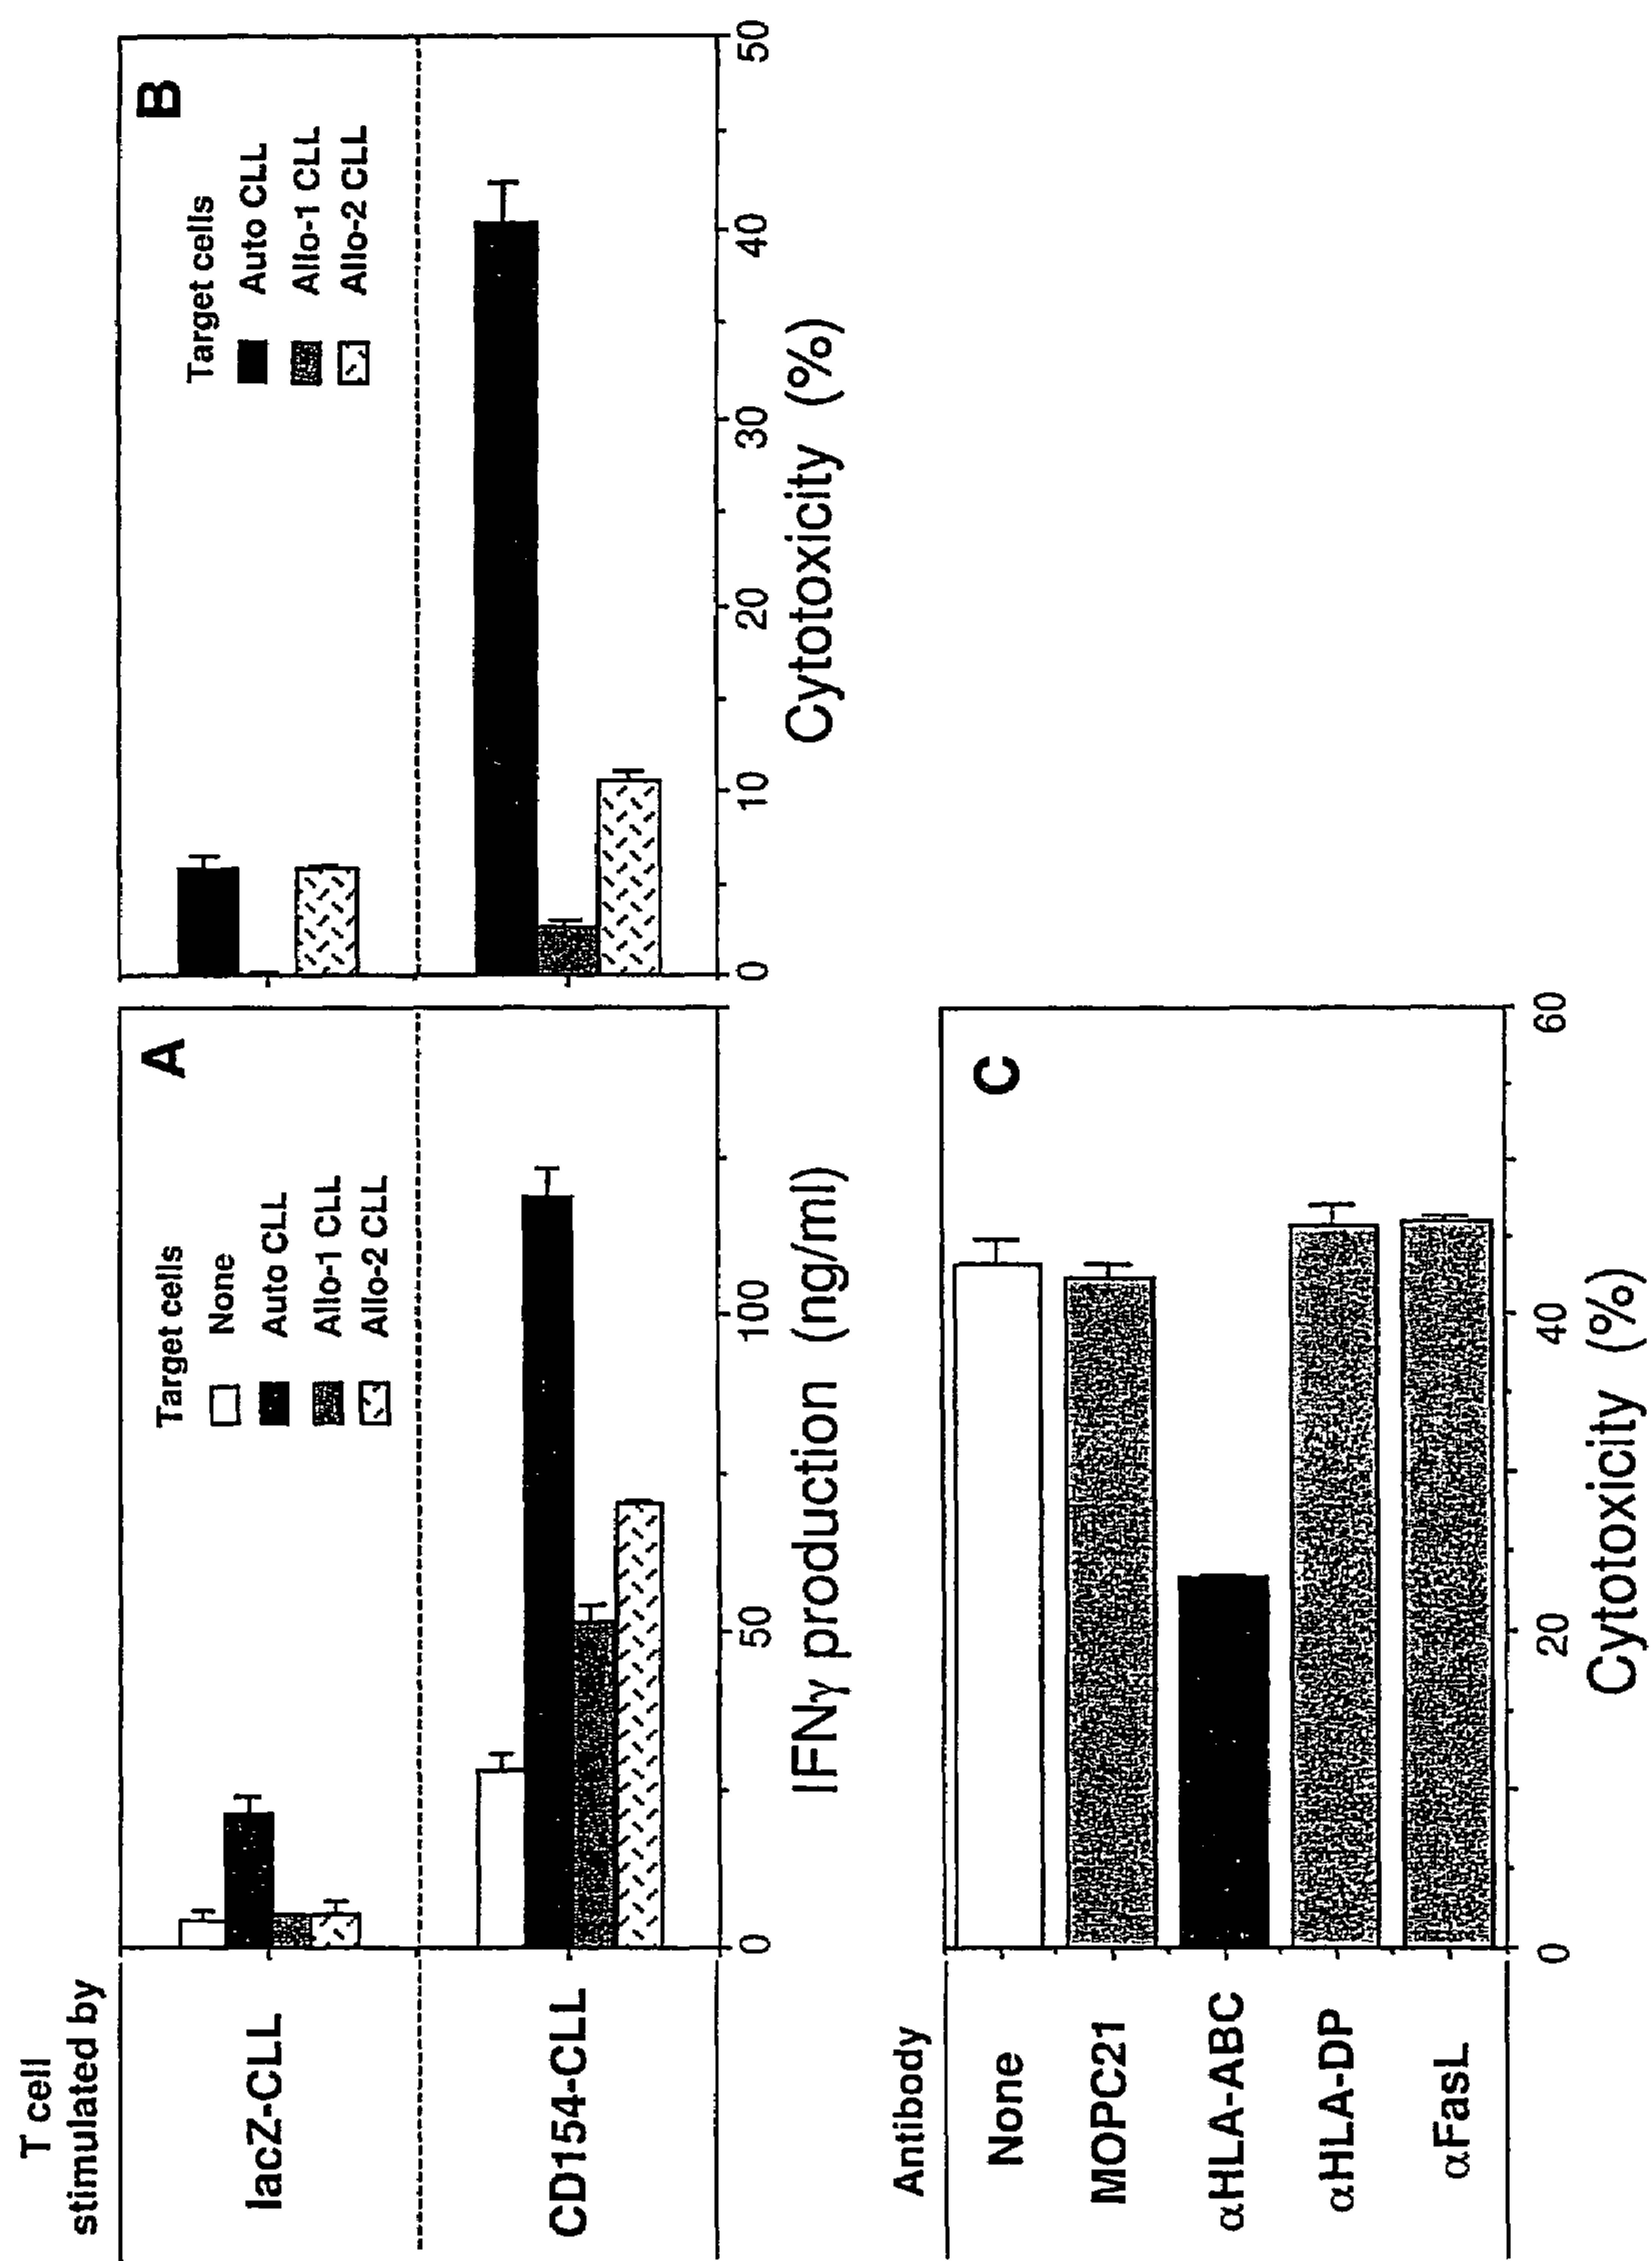 T cell
stimulated by
lacZ-CLL
CD154-CLL
A
Target cells
None
Auto CLL
Allo-1 CLL
Allo-2 CLL
0
50
100
IFNγ production (ng/ml)
B
Target cells
Auto CLL
Allo-1 CLL
Allo-2 CLL
0
10
20
30
40
50
Cytotoxicity (%)
Antibody
None
MOPC21
αHLA-ABC
αHLA-DP
αFasL
C
0
20
40
60
Cytotoxicity (%)